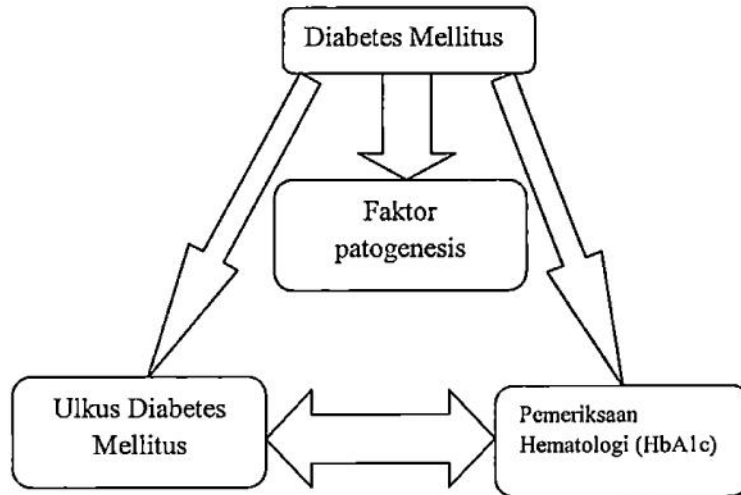 Diabetes Mellitus
Faktor
patogenesis
Ulkus Diabetes
Mellitus
Pemeriksaan
Hematologi (HbA1c)